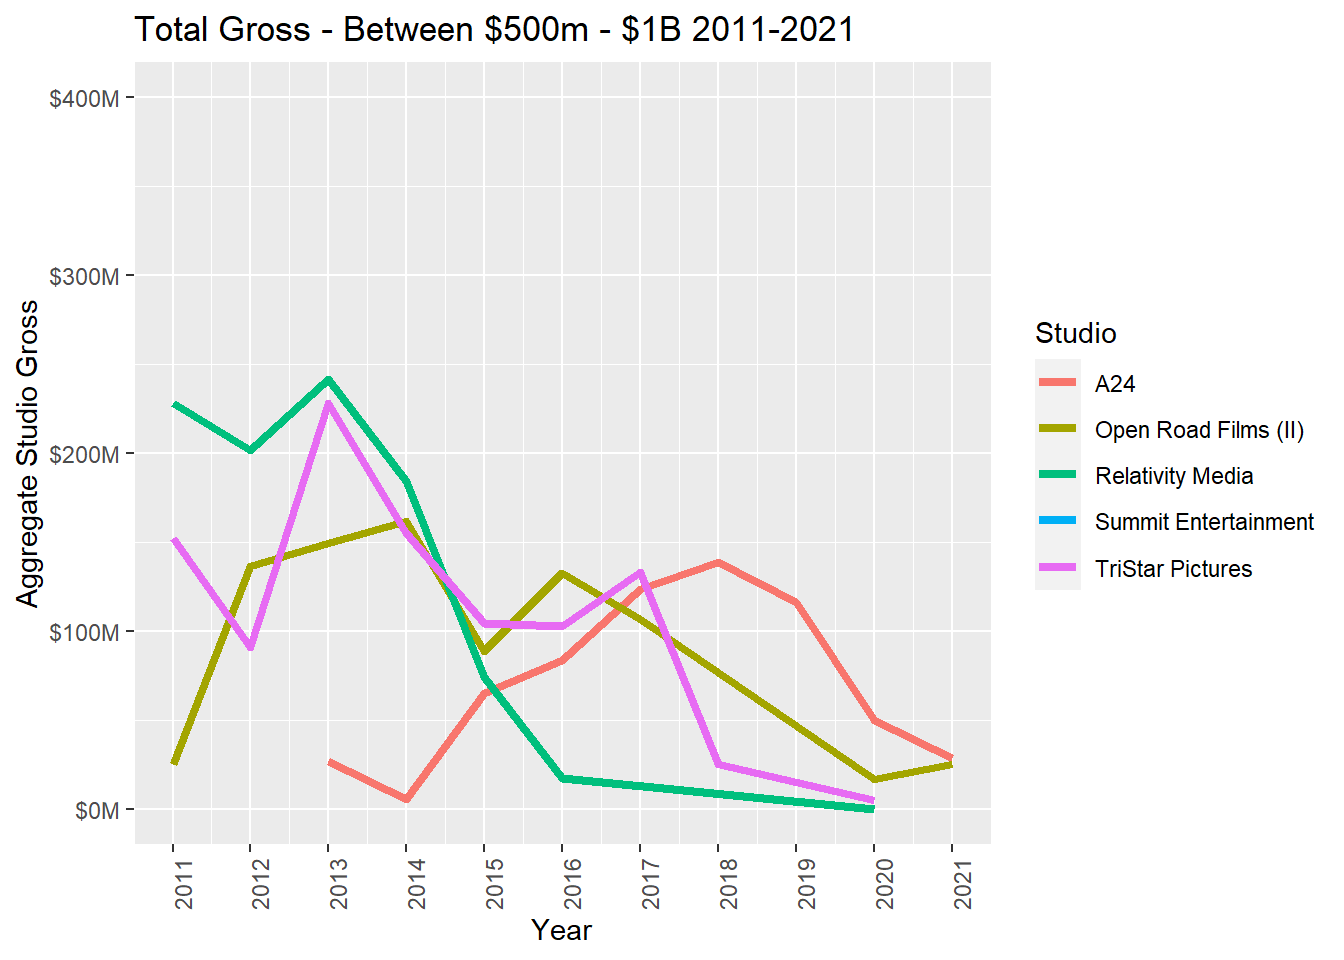 Total Gross - Between $500m - $1B 2011-2021
$400M
$300M
$200M
$100M
$0M
Aggregate Studio Gross
2011
2012
2013
2014
2015
2016
2017
2018
2019
2020
2021
Year
Studio
A24
Open Road Films (II)
Relativity Media
Summit Entertainment
TriStar Pictures